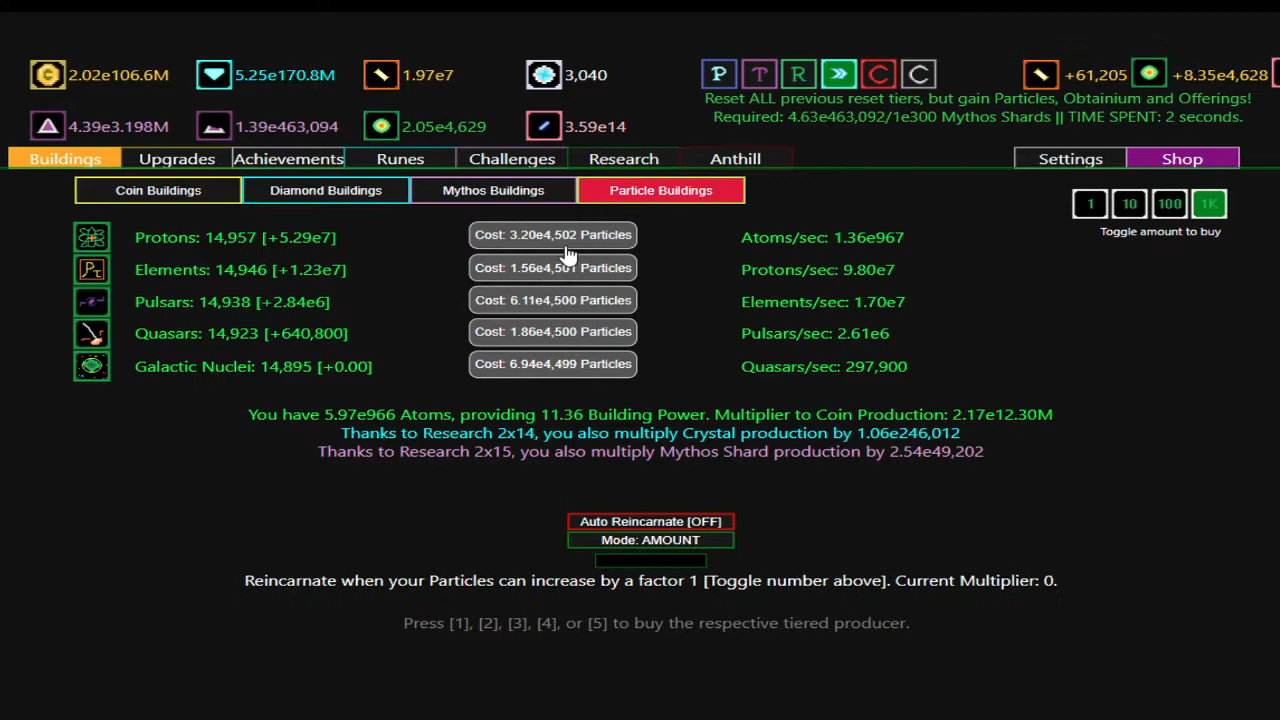 2.02e106.6M 5.25e170.8M 1.97e7 3,040 +61,205 +8.35e4,628
Reset ALL previous reset tiers, but gain Particles, Obtainium and Offerings!
Required: 4.63e463,092/1e300 Mythos Shards || TIME SPENT: 2 seconds.
4.39e3.198M 1.39e463,094 2.05e4,629 3.59e14
Buildings Upgrades Achievements Runes Challenges Research Anthill Settings Shop
Coin Buildings Diamond Buildings Mythos Buildings Particle Buildings
1 10 100 1K
Toggle amount to buy
Protons: 14,957 [+5.29e7] Cost: 3.20e4,502 Particles Atoms/sec: 1.36e967
Elements: 14,946 [+1.23e7] Cost: 1.56e4,501 Particles Protons/sec: 9.80e7
Pulsars: 14,938 [+2.84e6] Cost: 6.11e4,500 Particles Elements/sec: 1.70e7
Quasars: 14,923 [+640,800] Cost: 1.86e4,500 Particles Pulsars/sec: 2.61e6
Galactic Nuclei: 14,895 [+0.00] Cost: 6.94e4,499 Particles Quasars/sec: 297,900
You have 5.97e966 Atoms, providing 11.36 Building Power. Multiplier to Coin Production: 2.17e12.30M
Thanks to Research 2x14, you also multiply Crystal production by 1.06e246,012
Thanks to Research 2x15, you also multiply Mythos Shard production by 2.54e49,202
Auto Reincarnate [OFF]
Mode: AMOUNT
Reincarnate when your Particles can increase by a factor 1 [Toggle number above]. Current Multiplier: 0.
Press [1], [2], [3], [4], or [5] to buy the respective tiered producer.